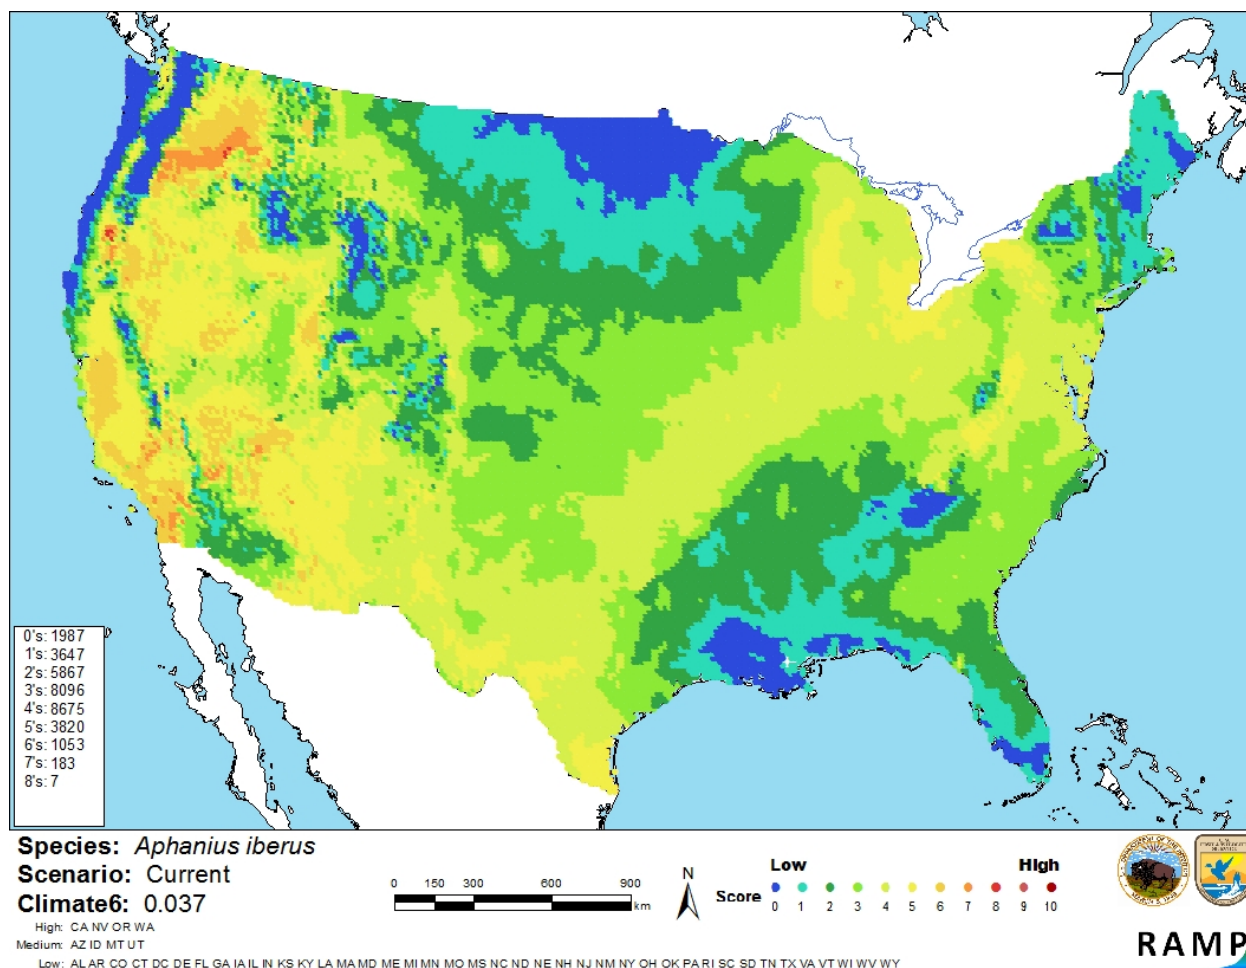 0's: 1987
1's: 3647
2's: 5867
3's: 8096
4's: 8675
5's: 3820
6's: 1053
7's: 183
8's: 7
Species: Aphanius iberus
Scenario: Current
Climate6: 0.037
High: CA NV OR WA
Medium: AZ ID MT UT
Low: AL AR CO CT DC DE FL GA IA IL IN KS KY LA MA MD ME MI MN MO MS NC ND NE NH NJ NM NY OH OK PA RI SC SD TN TX VA VT WI WV WY
0 150 300 600 900
km
N
Low High
Score
0 1 2 3 4 5 6 7 8 9 10
RAMP